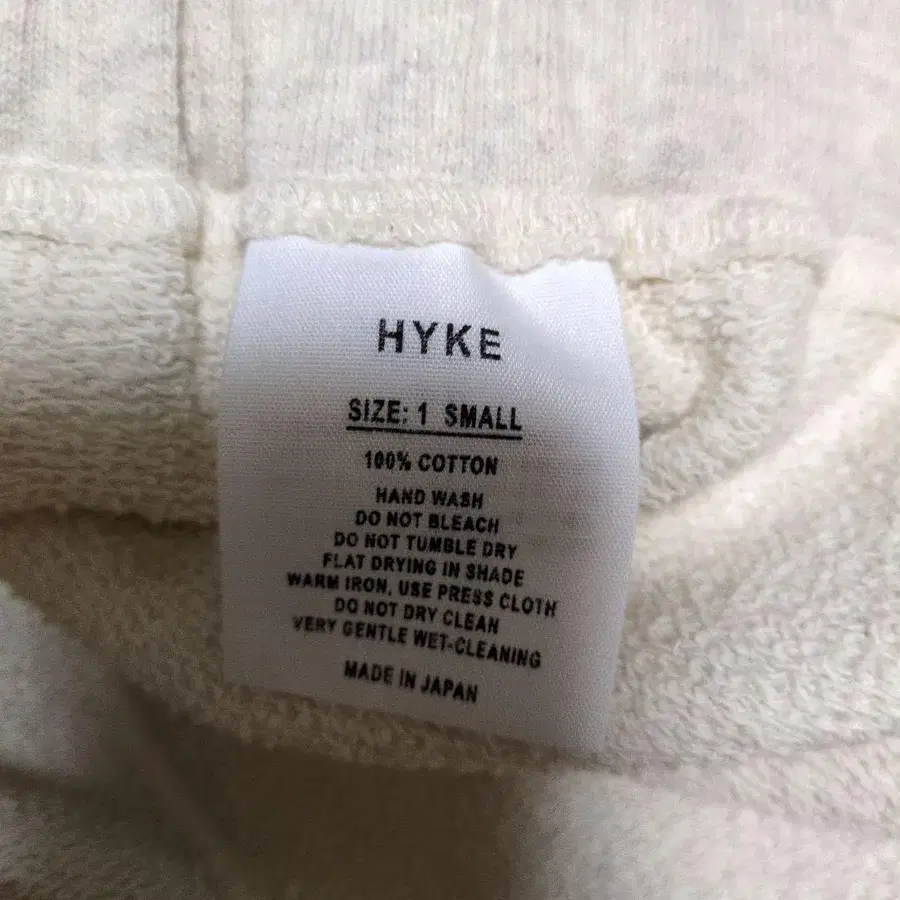 HYKE
SIZE: 1 SMALL
100% COTTON
HAND WASH
DO NOT BLEACH
DO NOT TUMBLE DRY
FLAT DRYING IN SHADE
WARM IRON, USE PRESS CLOTH
DO NOT DRY CLEAN
VERY GENTLE WET-CLEANING
MADE IN JAPAN